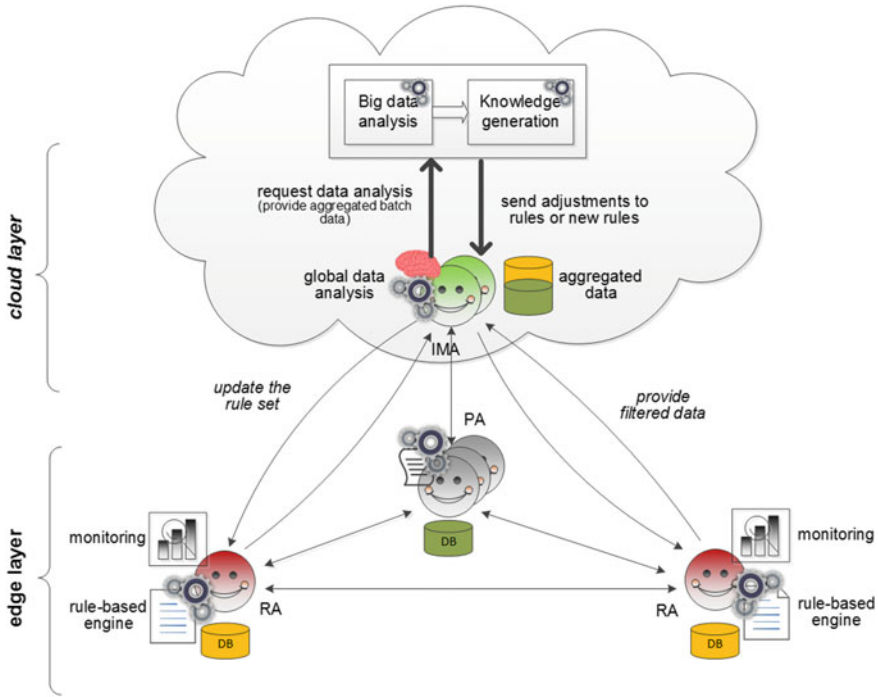 Big data
analysis
Knowledge
generation
request data analysis
(provide aggregated batch
data)
send adjustments to
rules or new rules
cloud layer
global data
analysis
aggregated
data
IMA
update the
rule set
provide
filtered data
PA
edge layer
monitoring
DB
monitoring
rule-based
engine
RA
RA
rule-based
engine
DB
DB